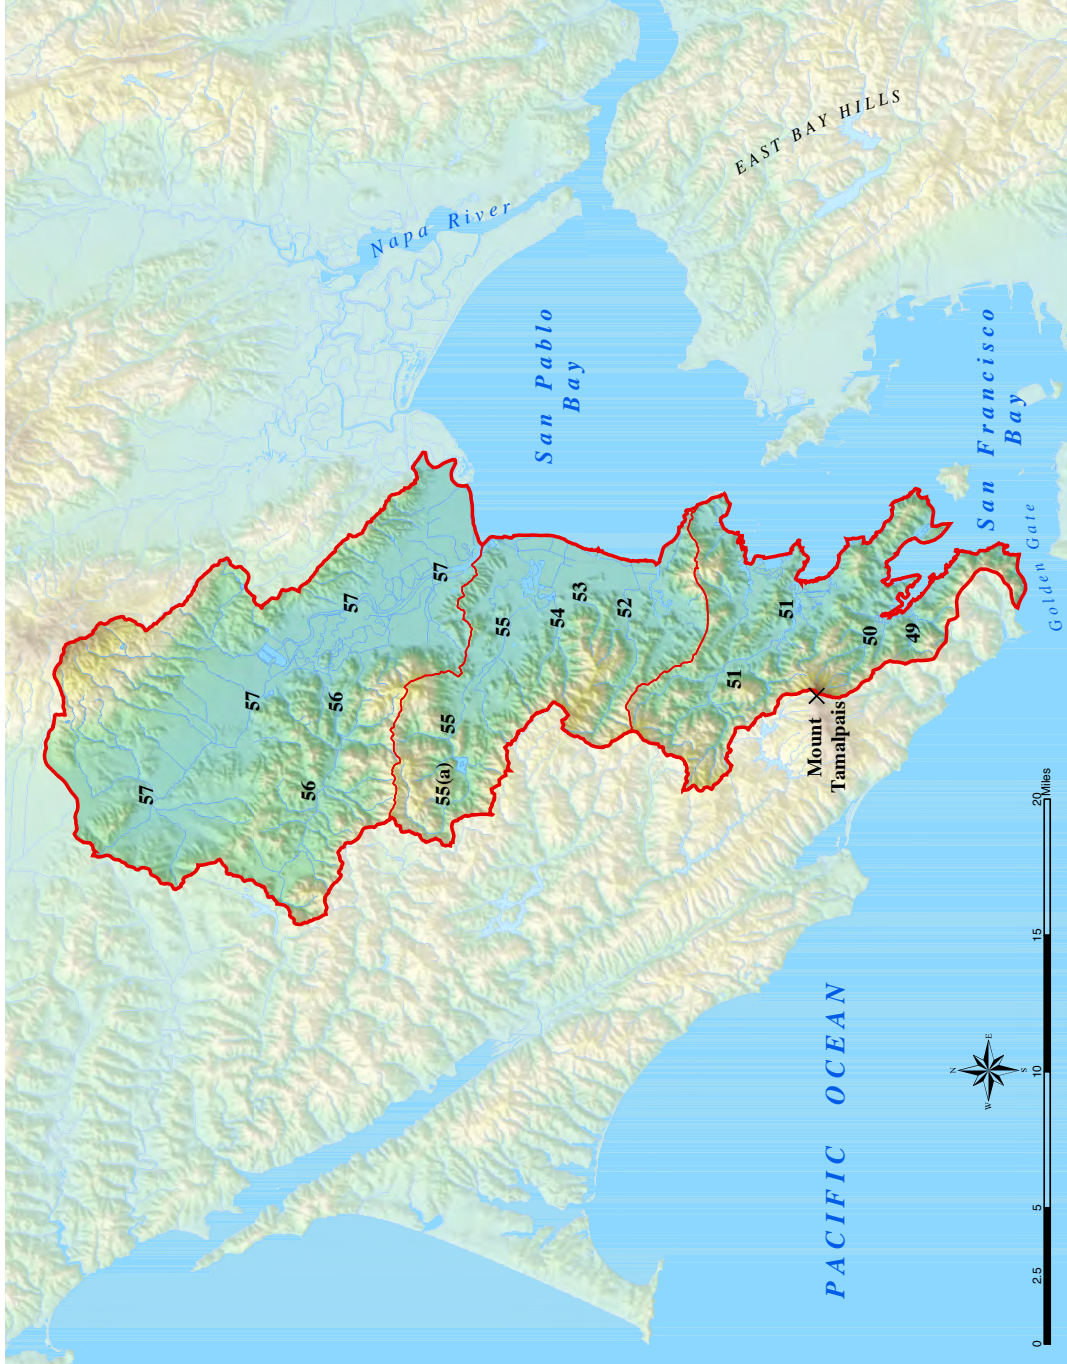 57
57
56
56
57
57
55(a)
55
55
54
53
52
51
51
50
49
Mount
Tamalpais
Napa River
EAST BAY HILLS
San Pablo
Bay
San Francisco
Bay
Golden Gate
PACIFIC OCEAN
N
W
E
S
0 2.5 5 10 15 20
Miles